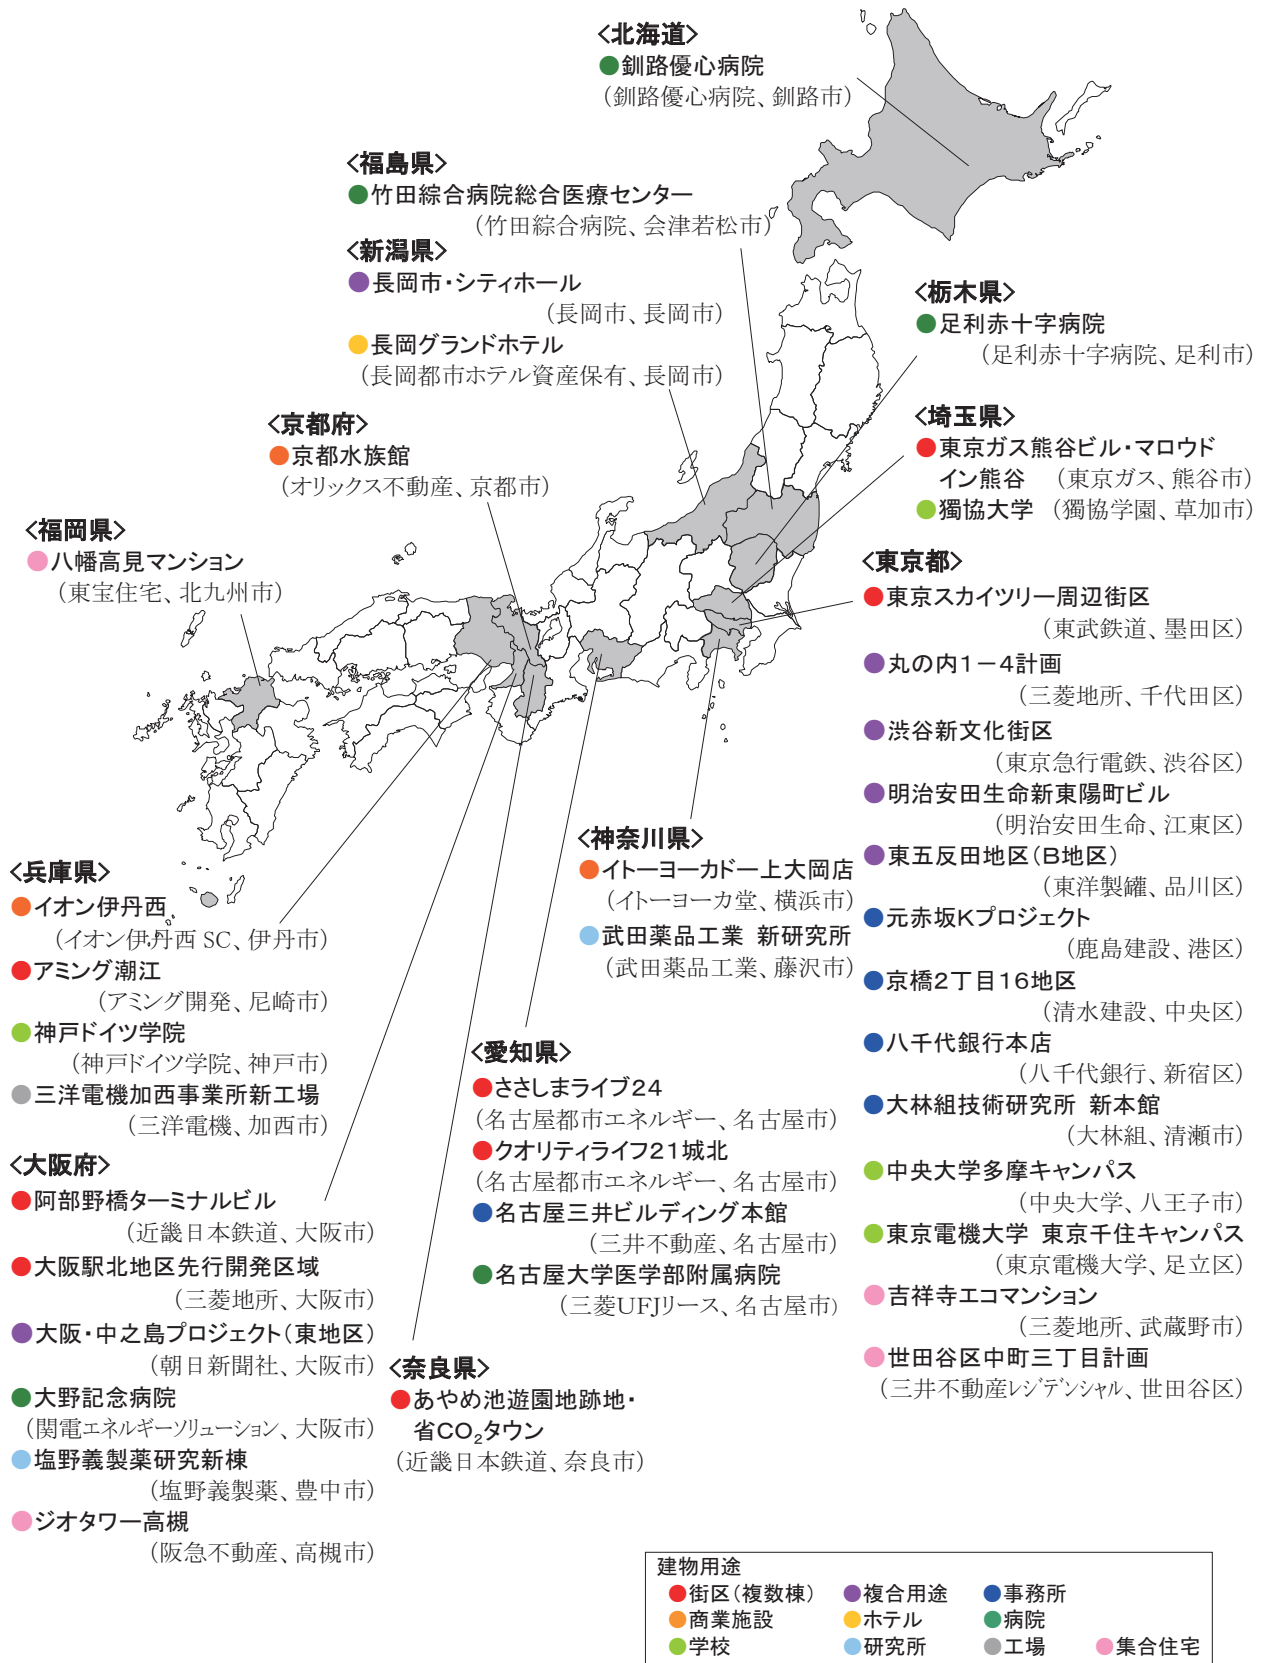 <北海道>
●釧路優心病院
（釧路優心病院、釧路市）
<福島県>
●竹田綜合病院総合医療センター
（竹田綜合病院、会津若松市）
<新潟県>
●長岡市・シティホール
（長岡市、長岡市）
●長岡グランドホテル
（長岡都市ホテル資産保有、長岡市）
<京都府>
●京都水族館
（オリックス不動産、京都市）
<福岡県>
●八幡高見マンション
（東宝住宅、北九州市）
<栃木県>
●足利赤十字病院
（足利赤十字病院、足利市）
<埼玉県>
●東京ガス熊谷ビル・マロウド
イン熊谷　（東京ガス、熊谷市）
●獨協大学　（獨協学園、草加市）
<東京都>
●東京スカイツリー周辺街区
（東武鉄道、墨田区）
●丸の内１－４計画
（三菱地所、千代田区）
●渋谷新文化街区
（東京急行電鉄、渋谷区）
●明治安田生命新東陽町ビル
（明治安田生命、江東区）
●東五反田地区（Ｂ地区）
（東洋製罐、品川区）
●元赤坂Ｋプロジェクト
（鹿島建設、港区）
●京橋２丁目１６地区
（清水建設、中央区）
●八千代銀行本店
（八千代銀行、新宿区）
●大林組技術研究所 新本館
（大林組、清瀬市）
●中央大学多摩キャンパス
（中央大学、八王子市）
●東京電機大学 東京千住キャンパス
（東京電機大学、足立区）
●吉祥寺エコマンション
（三菱地所、武蔵野市）
●世田谷区中町三丁目計画
（三井不動産レジデンシャル、世田谷区）
<神奈川県>
●イトーヨーカドー上大岡店
（イトーヨーカ堂、横浜市）
●武田薬品工業 新研究所
（武田薬品工業、藤沢市）
<兵庫県>
●イオン伊丹西
（イオン伊丹西 SC、伊丹市）
●アミング潮江
（アミング開発、尼崎市）
●神戸ドイツ学院
（神戸ドイツ学院、神戸市）
●三洋電機加西事業所新工場
（三洋電機、加西市）
<大阪府>
●阿部野橋ターミナルビル
（近畿日本鉄道、大阪市）
●大阪駅北地区先行開発区域
（三菱地所、大阪市）
●大阪・中之島プロジェクト（東地区）
（朝日新聞社、大阪市）
●大野記念病院
（関電エネルギーソリューション、大阪市）
●塩野義製薬研究新棟
（塩野義製薬、豊中市）
●ジオタワー高槻
（阪急不動産、高槻市）
<愛知県>
●ささしまライブ２４
（名古屋都市エネルギー、名古屋市）
●クオリティライフ２１城北
（名古屋都市エネルギー、名古屋市）
●名古屋三井ビルディング本館
（三井不動産、名古屋市）
●名古屋大学医学部附属病院
（三菱UFJリース、名古屋市）
<奈良県>
●あやめ池遊園地跡地・
省ＣＯ₂タウン
（近畿日本鉄道、奈良市）
建物用途
●街区（複数棟）　●複合用途　●事務所
●商業施設　●ホテル　●病院
●学校　●研究所　●工場　●集合住宅